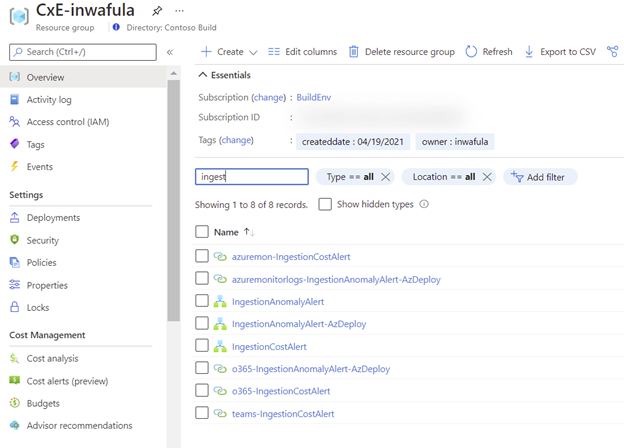 CxE-inwafula
Resource group
Directory: Contoso Build
Search (Ctrl+/)
Overview
Activity log
Access control (IAM)
Tags
Events
Settings
Deployments
Security
Policies
Properties
Locks
Cost Management
Cost analysis
Cost alerts (preview)
Budgets
Advisor recommendations
Create Edit columns Delete resource group Refresh Export to CSV
Essentials
Subscription (change) : BuildEnv
Subscription ID :
Tags (change) : createddate : 04/19/2021 owner : inwafula
ingest Type == all Location == all Add filter
Showing 1 to 8 of 8 records. Show hidden types
Name
azuremon-IngestionCostAlert
azuremonitorlogs-IngestionAnomalyAlert-AzDeploy
IngestionAnomalyAlert
IngestionAnomalyAlert-AzDeploy
IngestionCostAlert
o365-IngestionAnomalyAlert-AzDeploy
o365-IngestionCostAlert
teams-IngestionCostAlert